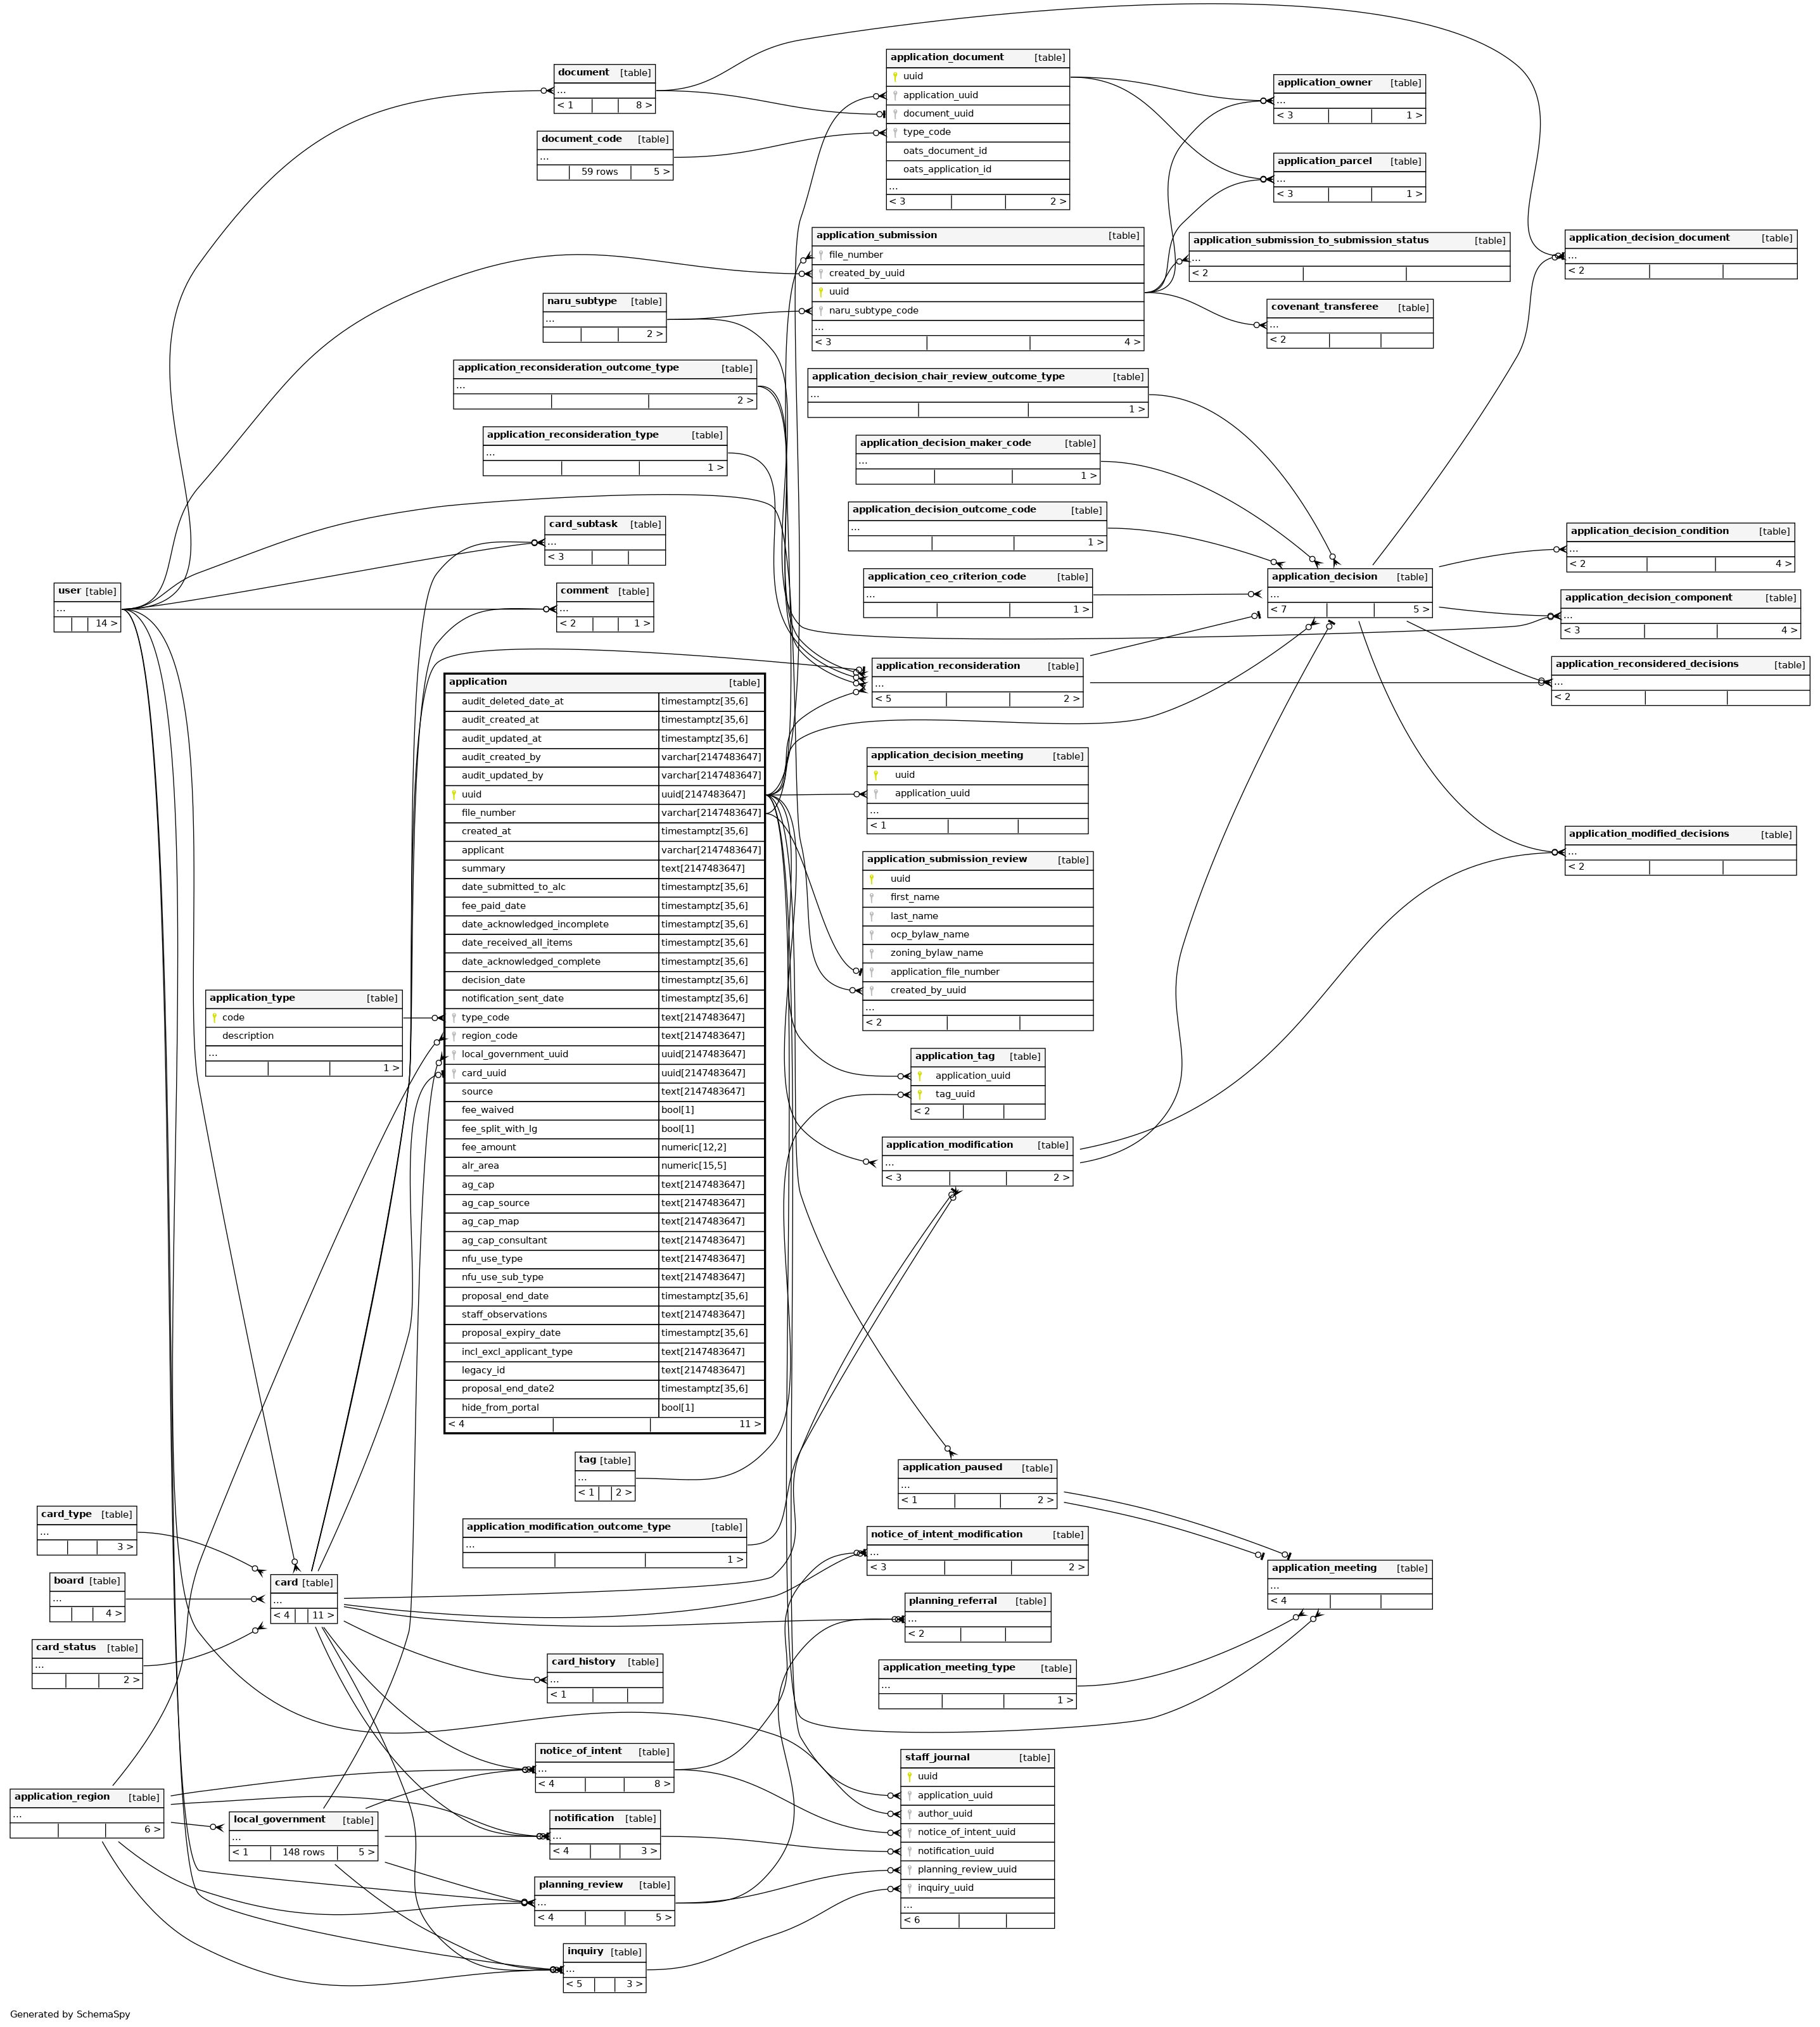 document [table]
...
< 1 8 >
document_code [table]
...
59 rows 5 >
application_document [table]
uuid
application_uuid
document_uuid
type_code
oats_document_id
oats_application_id
...
< 3 2 >
application_owner [table]
...
< 3 1 >
application_parcel [table]
...
< 3 1 >
application_submission [table]
file_number
created_by_uuid
uuid
naru_subtype_code
...
< 3 4 >
application_submission_to_submission_status [table]
...
< 2
application_decision_document [table]
...
< 2
naru_subtype [table]
...
2 >
covenant_transferee [table]
...
< 2
application_reconsideration_outcome_type [table]
...
2 >
application_decision_chair_review_outcome_type [table]
...
1 >
application_reconsideration_type [table]
...
1 >
application_decision_maker_code [table]
...
1 >
application_decision_outcome_code [table]
...
1 >
card_subtask [table]
...
< 3
application_decision_condition [table]
...
< 2 4 >
user [table]
...
14 >
comment [table]
...
< 2 1 >
application_ceo_criterion_code [table]
...
1 >
application_decision [table]
...
< 7 5 >
application_decision_component [table]
...
< 3 4 >
application_reconsideration [table]
...
< 5 2 >
application_reconsidered_decisions [table]
...
< 2
application [table]
audit_deleted_date_at timestamptz[35,6]
audit_created_at timestamptz[35,6]
audit_updated_at timestamptz[35,6]
audit_created_by varchar[2147483647]
audit_updated_by varchar[2147483647]
uuid uuid[2147483647]
file_number varchar[2147483647]
created_at timestamptz[35,6]
applicant varchar[2147483647]
summary text[2147483647]
date_submitted_to_alc timestamptz[35,6]
fee_paid_date timestamptz[35,6]
date_acknowledged_incomplete timestamptz[35,6]
date_received_all_items timestamptz[35,6]
date_acknowledged_complete timestamptz[35,6]
decision_date timestamptz[35,6]
notification_sent_date timestamptz[35,6]
type_code text[2147483647]
region_code text[2147483647]
local_government_uuid uuid[2147483647]
card_uuid uuid[2147483647]
source text[2147483647]
fee_waived bool[1]
fee_split_with_lg bool[1]
fee_amount numeric[12,2]
alr_area numeric[15,5]
ag_cap text[2147483647]
ag_cap_source text[2147483647]
ag_cap_map text[2147483647]
ag_cap_consultant text[2147483647]
nfu_use_type text[2147483647]
nfu_use_sub_type text[2147483647]
proposal_end_date timestamptz[35,6]
staff_observations text[2147483647]
proposal_expiry_date timestamptz[35,6]
incl_excl_applicant_type text[2147483647]
legacy_id text[2147483647]
proposal_end_date2 timestamptz[35,6]
hide_from_portal bool[1]
< 4 11 >
application_decision_meeting [table]
uuid
application_uuid
...
< 1
application_modified_decisions [table]
...
< 2
application_submission_review [table]
uuid
first_name
last_name
ocp_bylaw_name
zoning_bylaw_name
application_file_number
created_by_uuid
...
< 2
application_type [table]
code
description
...
1 >
application_tag [table]
application_uuid
tag_uuid
< 2
application_modification [table]
...
< 3 2 >
tag [table]
...
< 1 2 >
application_paused [table]
...
< 1 2 >
card_type [table]
...
3 >
application_modification_outcome_type [table]
...
1 >
notice_of_intent_modification [table]
...
< 3 2 >
application_meeting [table]
...
< 4
board [table]
...
4 >
card [table]
...
< 4 11 >
planning_referral [table]
...
< 2
card_status [table]
...
2 >
card_history [table]
...
< 1
application_meeting_type [table]
...
1 >
notice_of_intent [table]
...
< 4 8 >
staff_journal [table]
uuid
application_uuid
author_uuid
notice_of_intent_uuid
notification_uuid
planning_review_uuid
inquiry_uuid
...
< 6
application_region [table]
...
6 >
local_government [table]
...
< 1 148 rows 5 >
notification [table]
...
< 4 3 >
planning_review [table]
...
< 4 5 >
inquiry [table]
...
< 5 3 >
Generated by SchemaSpy